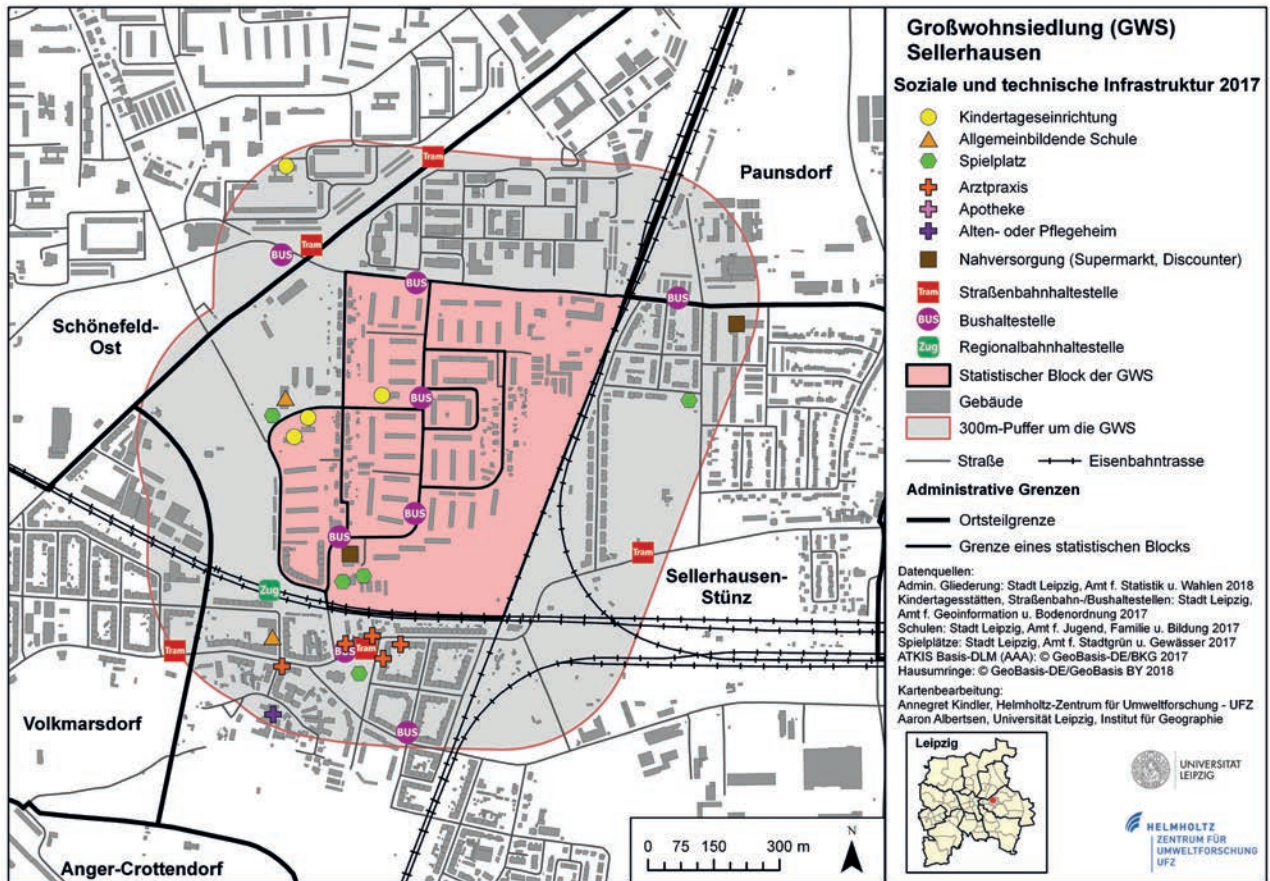 Großwohnsiedlung (GWS)
Sellerhausen
Soziale und technische Infrastruktur 2017
Kindertageseinrichtung
Allgemeinbildende Schule
Spielplatz
Arztpraxis
Apotheke
Alten- oder Pflegeheim
Nahversorgung (Supermarkt, Discounter)
Tram Straßenbahnhaltestelle
BUS Bushaltestelle
Zug Regionalbahnhaltestelle
Statistischer Block der GWS
Gebäude
300m-Puffer um die GWS
Straße Eisenbahntrasse
Administrative Grenzen
Ortsteilgrenze
Grenze eines statistischen Blocks
Datenquellen:
Admin. Gliederung: Stadt Leipzig, Amt f. Statistik u. Wahlen 2018
Kindertagesstätten, Straßenbahn-/Bushaltestellen: Stadt Leipzig,
Amt f. Geoinformation u. Bodenordnung 2017
Schulen: Stadt Leipzig, Amt f. Jugend, Familie u. Bildung 2017
Spielplätze: Stadt Leipzig, Amt f. Stadtgrün u. Gewässer 2017
ATKIS Basis-DLM (AAA): © GeoBasis-DE/BKG 2017
Hausumringe: © GeoBasis-DE/GeoBasis BY 2018
Kartenbearbeitung:
Annegret Kindler, Helmholtz-Zentrum für Umweltforschung - UFZ
Aaron Albertsen, Universität Leipzig, Institut für Geographie
Leipzig
UNIVERSITÄT
LEIPZIG
HELMHOLTZ
ZENTRUM FÜR
UMWELTFORSCHUNG
UFZ
Tram
Paunsdorf
Tram
BUS
BUS
BUS
Schönefeld-
Ost
BUS
BUS
BUS
Tram
Sellerhausen-
Stünz
Zug
Tram
BUS
Tram
Volkmarsdorf
BUS
Anger-Crottendorf
N
0 75 150 300 m